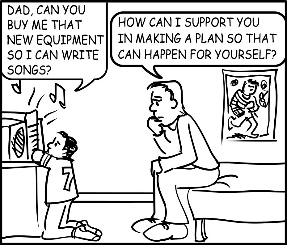 DAD, CAN YOU
BUY ME THAT
NEW EQUIPMENT
SO I CAN WRITE
SONGS?
HOW CAN I SUPPORT YOU
IN MAKING A PLAN SO THAT
CAN HAPPEN FOR YOURSELF?
7